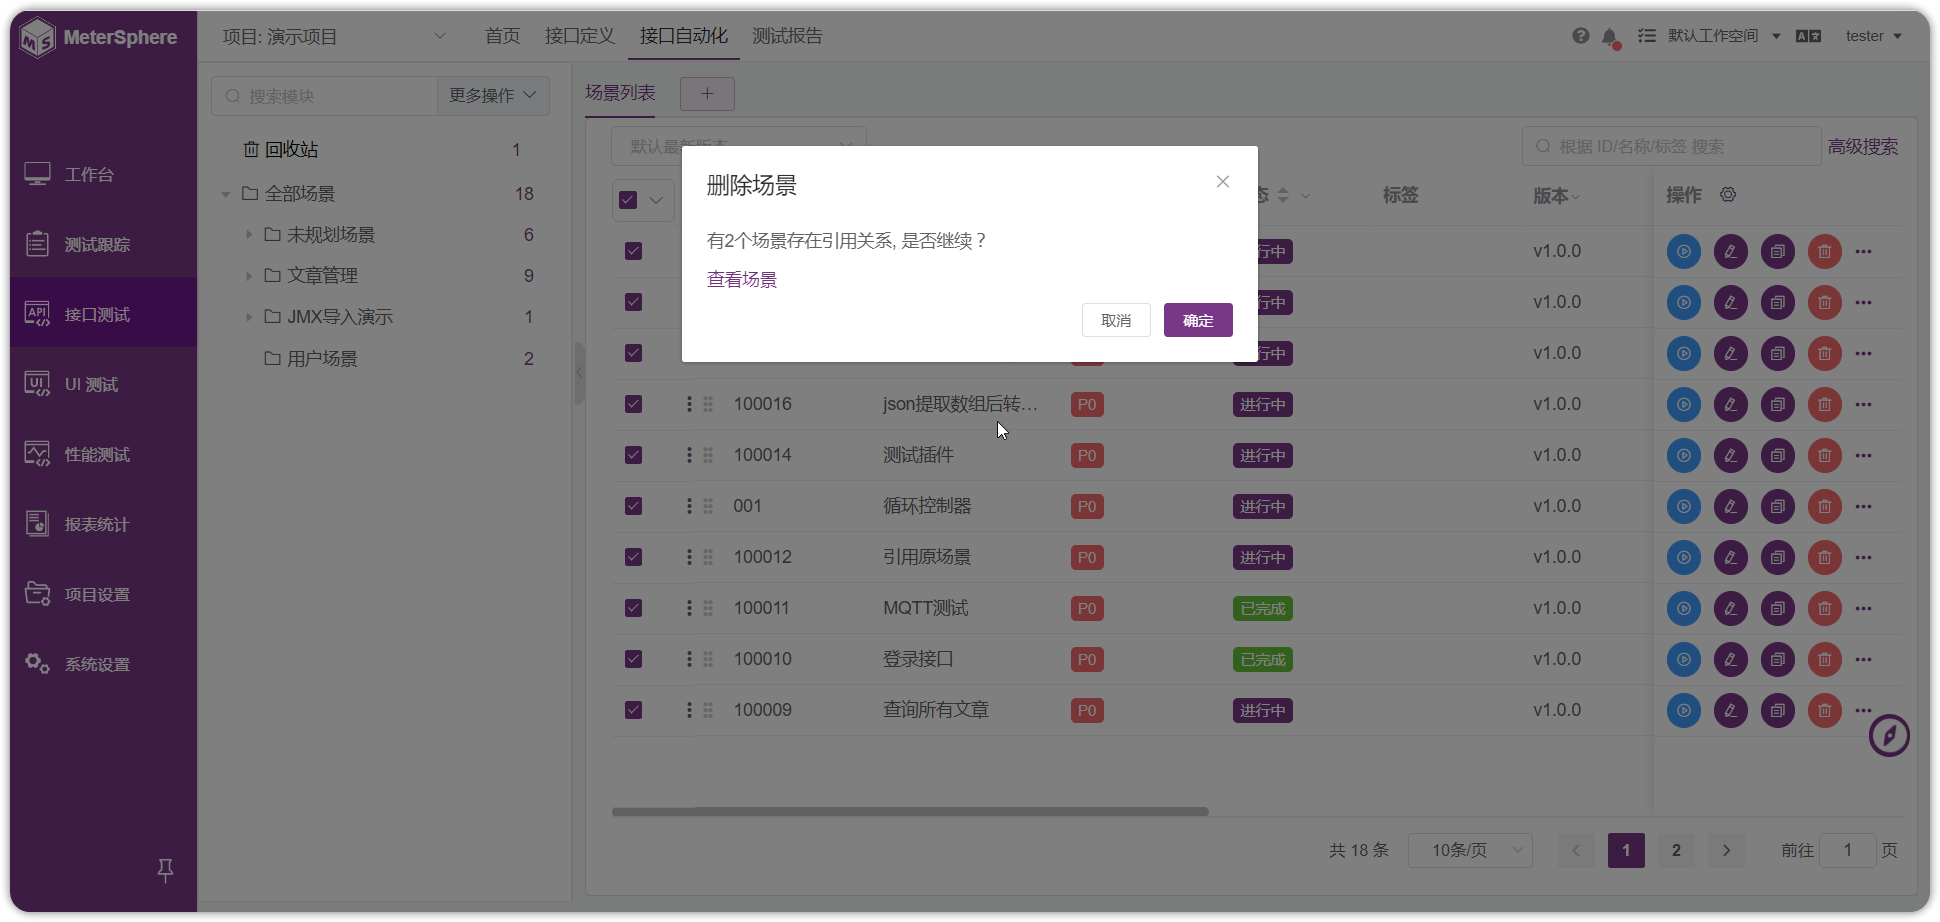 MeterSphere
项目: 演示项目
首页
接口定义
接口自动化
测试报告
默认工作空间
tester
工作台
测试跟踪
接口测试
UI 测试
性能测试
报表统计
项目设置
系统设置
搜索模块
更多操作
回收站 1
全部场景 18
未规划场景 6
文章管理 9
JMX导入演示 1
用户场景 2
场景列表
+
默认最新版本
根据 ID/名称/标签 搜索
高级搜索
态 标签 版本 操作
删除场景
有2个场景存在引用关系, 是否继续？
查看场景
取消
确定
行中 v1.0.0
行中 v1.0.0
行中 v1.0.0
100016 json提取数组后转… P0 进行中 v1.0.0
100014 测试插件 P0 进行中 v1.0.0
001 循环控制器 P0 进行中 v1.0.0
100012 引用原场景 P0 进行中 v1.0.0
100011 MQTT测试 P0 已完成 v1.0.0
100010 登录接口 P0 已完成 v1.0.0
100009 查询所有文章 P0 进行中 v1.0.0
共 18 条 10条/页 1 2 前往 1 页